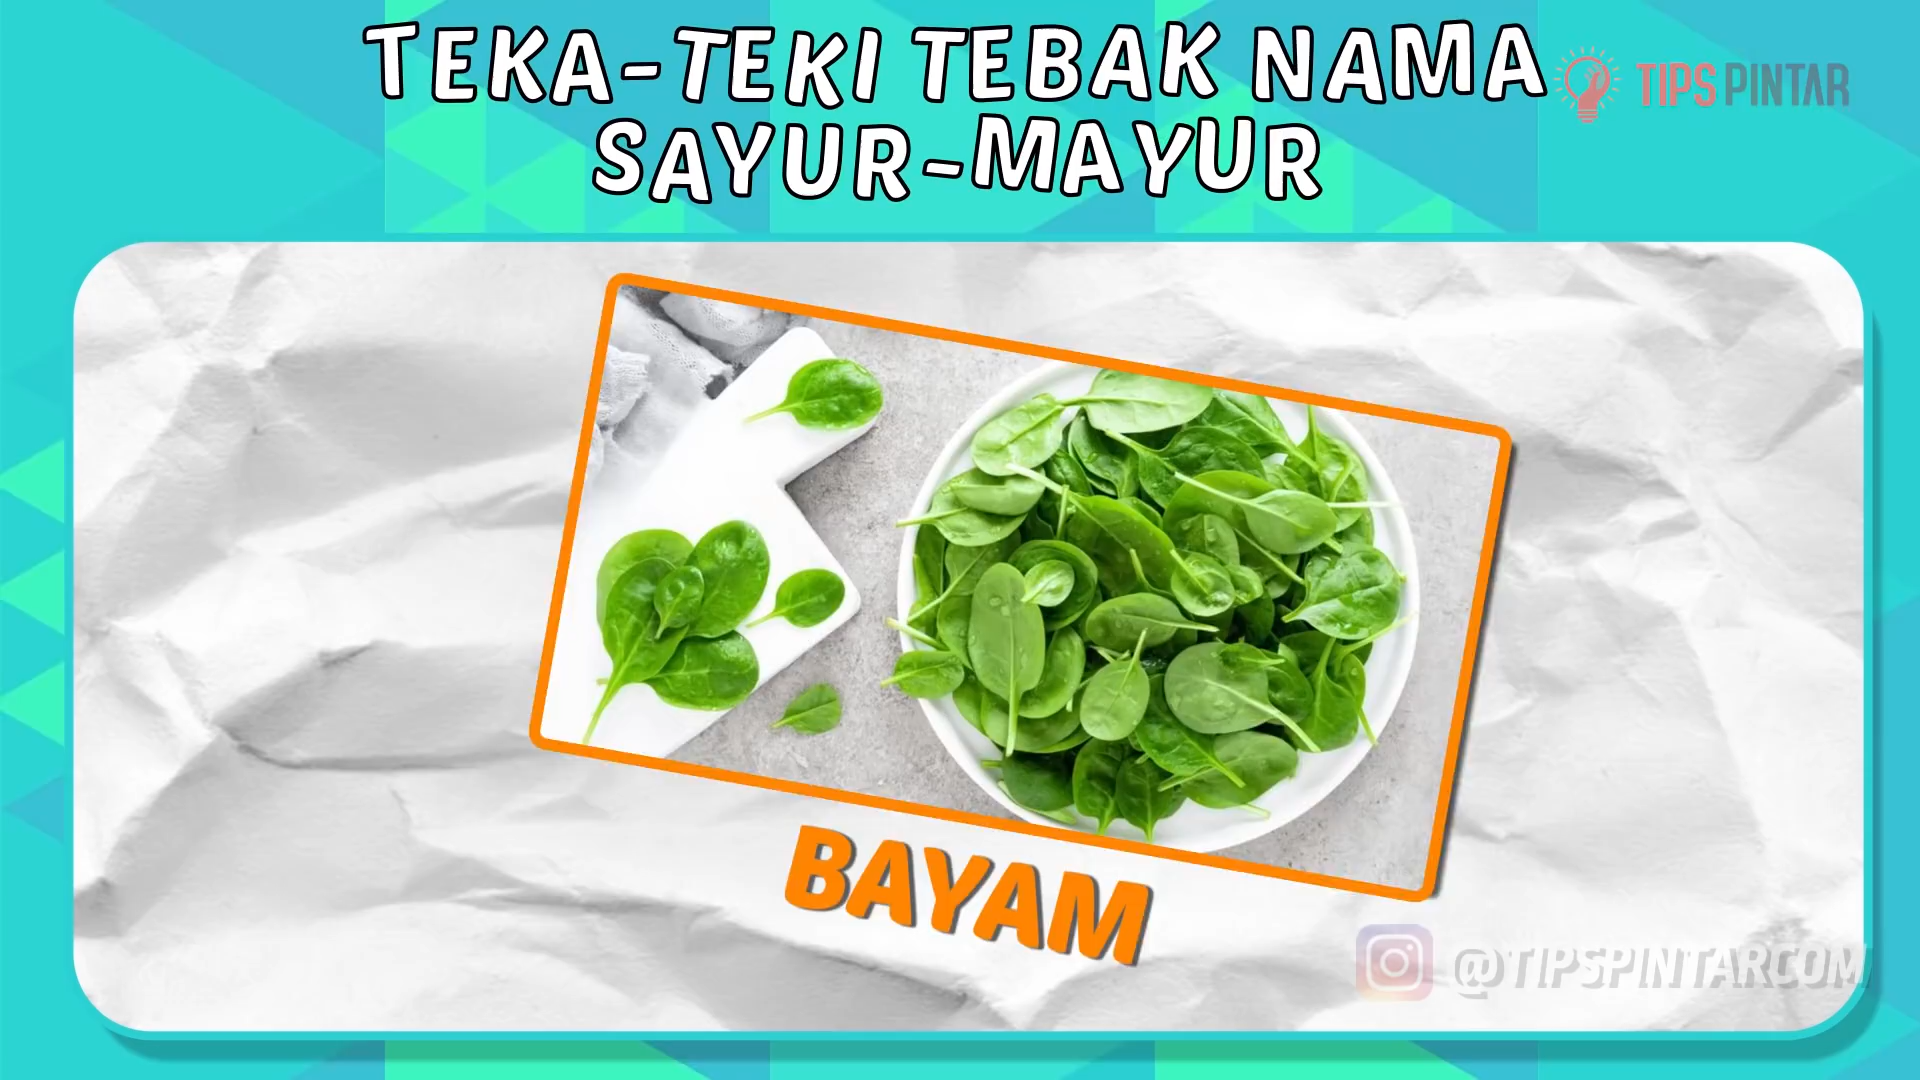 TEKA-TEKI TEBAK NAMA
SAYUR-MAYUR
TIPS PINTAR
BAYAM
@TIPSPINTARCOM